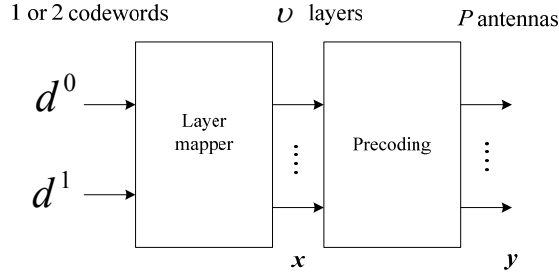 1 or 2 codewords
υ layers
P antennas
d⁰
d¹
Layer
mapper
Precoding
x
y